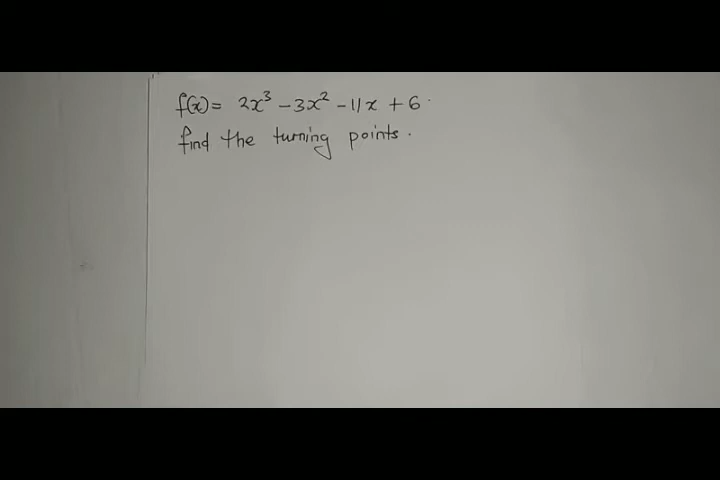 f(x) = 2x³ - 3x² - 11x + 6.
find the turning points.